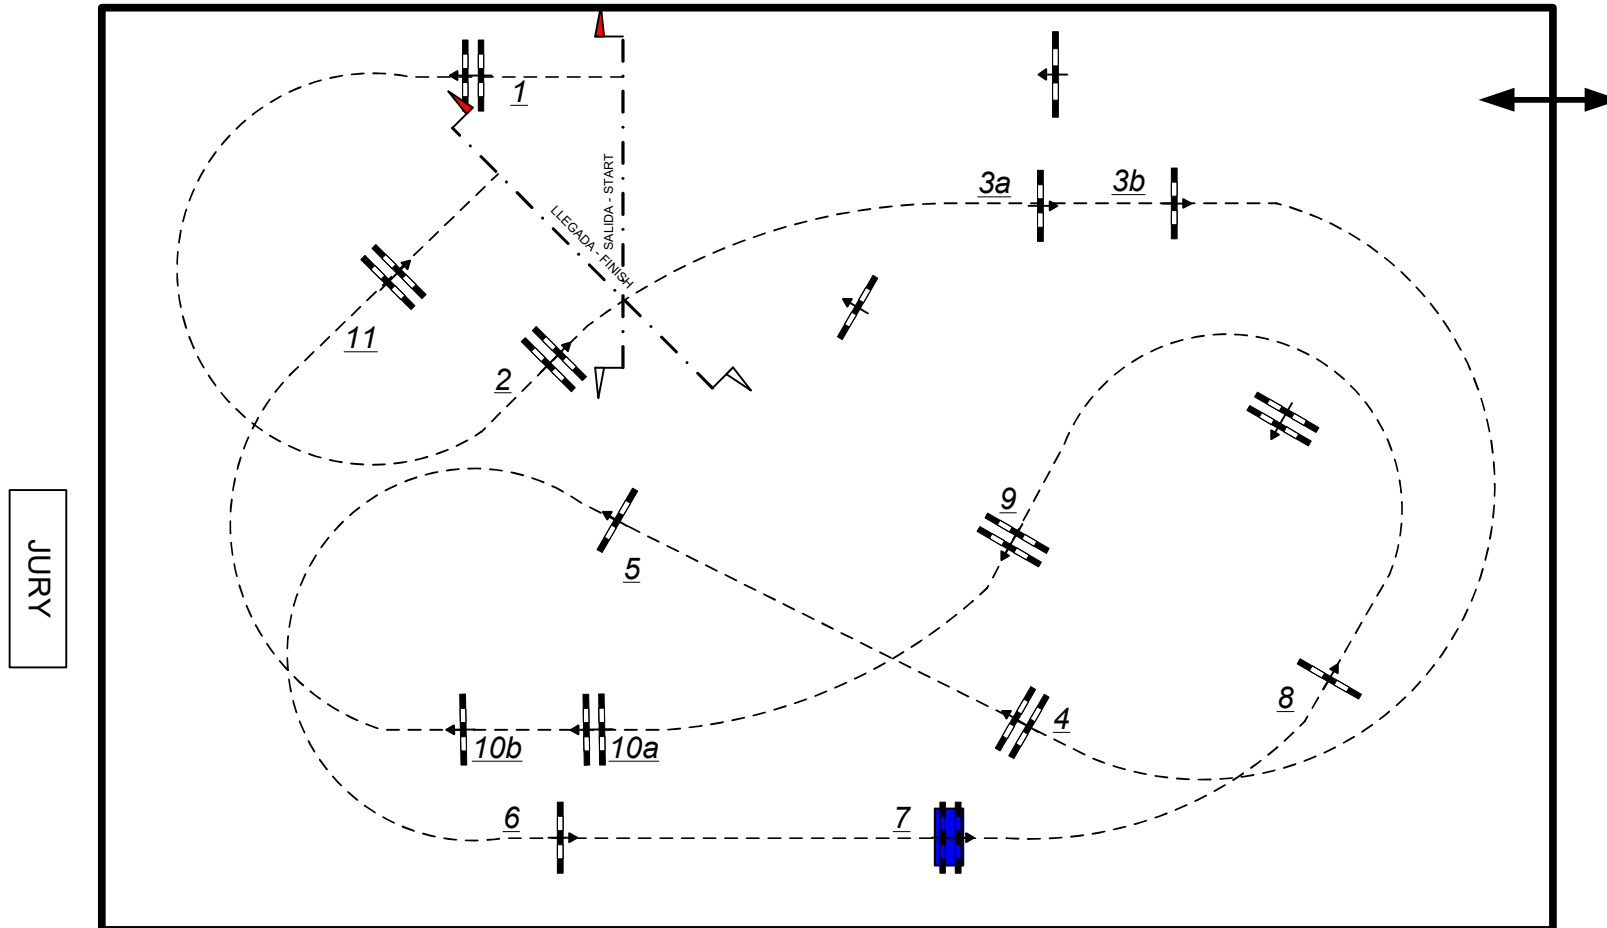 1
SALIDA - START
LLEGADA - FINISH
3a
3b
11
2
9
5
JURY
8
4
10b
10a
6
7